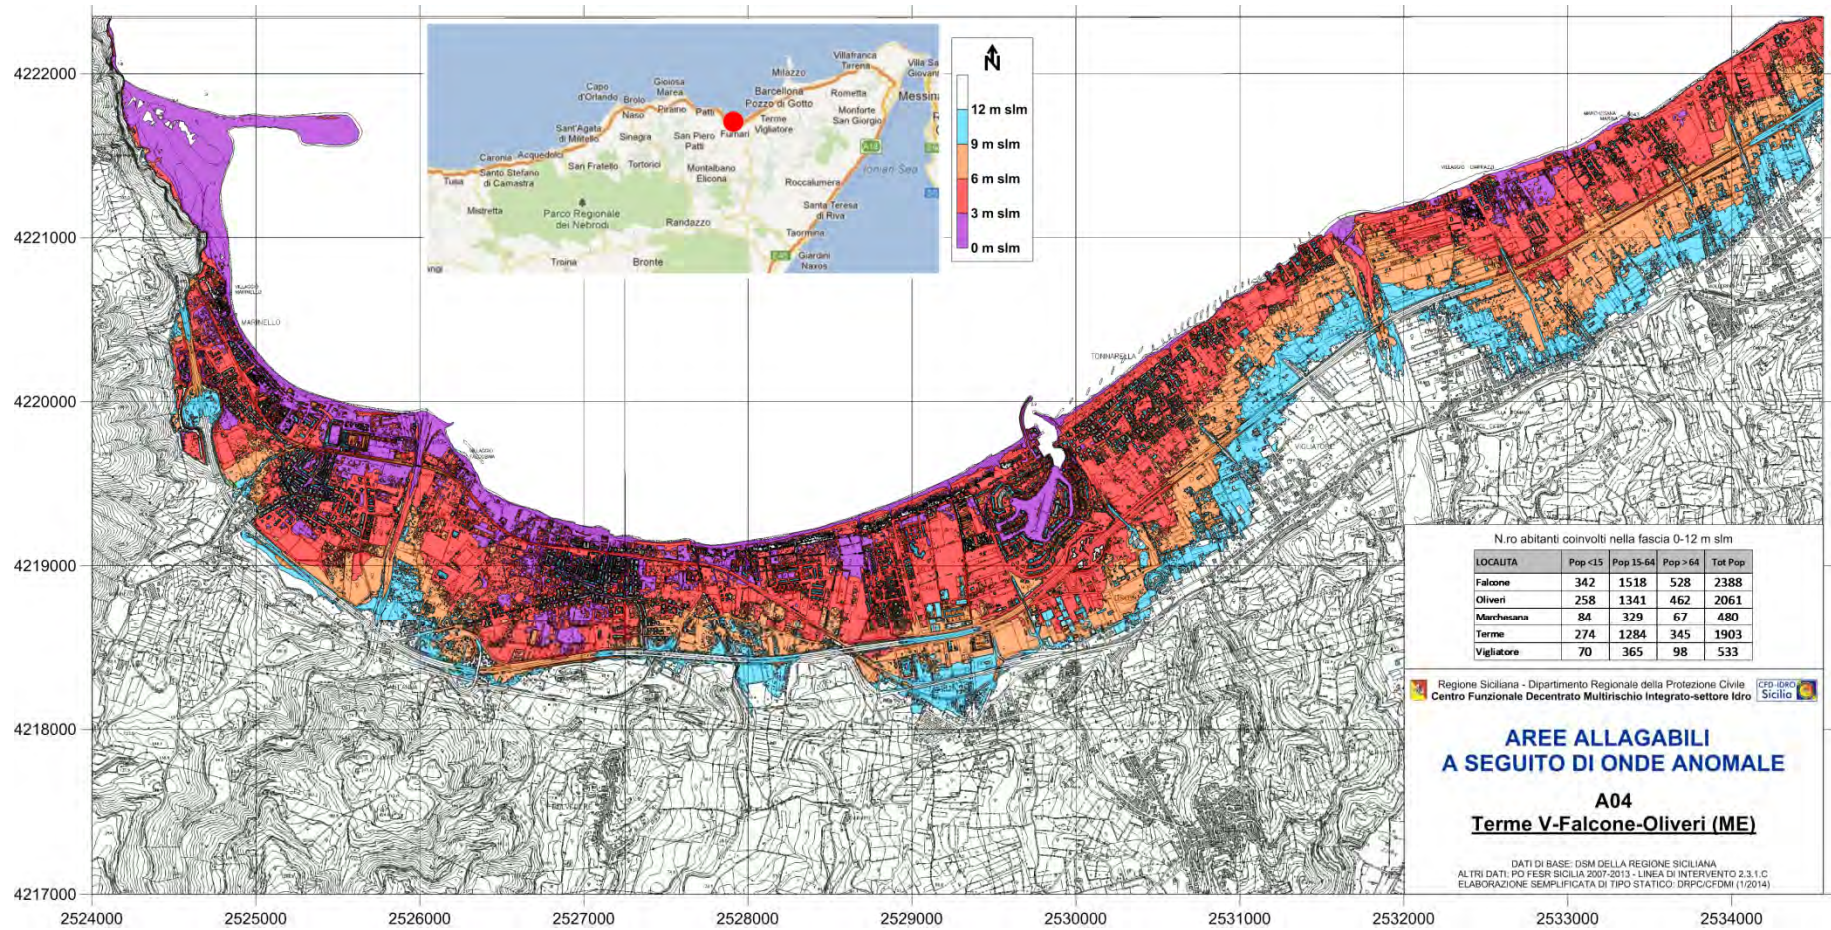 4222000
4221000
4220000
4219000
4218000
4217000
2524000 2525000 2526000 2527000 2528000 2529000 2530000 2531000 2532000 2533000 2534000
Villafranca
Tirrena
Villa Sa
Giovan
Milazzo
Capo
d'Orlando
Gioiosa
Marea
Brolo
Naso
Piraino
Patti
Barcellona
Pozzo di Gotto
Rometta
Messina
Monforte
San Giorgio
Terme
Vigliatore
Furnari
Sant'Agata
di Militello
Sinagra
San Piero
Patti
Caronia
Acquedolci
San Fratello
Tortorici
Montalbano
Elicona
A18
Ionian Sea
Tusa
Santo Stefano
di Camastra
Roccalumera
Mistretta
Parco Regionale
dei Nebrodi
Randazzo
Santa Teresa
di Riva
Taormina
Giardini
Naxos
E45
Troina
Bronte
N
12 m slm
9 m slm
6 m slm
3 m slm
0 m slm
MARINELLO
TONNARELLA
VIGLIATORE
N.ro abitanti coinvolti nella fascia 0-12 m slm
LOCALITA Pop <15 Pop 15-64 Pop >64 Tot Pop
Falcone 342 1518 528 2388
Oliveri 258 1341 462 2061
Marchesana 84 329 67 480
Terme 274 1284 345 1903
Vigliatore 70 365 98 533
Regione Siciliana - Dipartimento Regionale della Protezione Civile
Centro Funzionale Decentrato Multirischio Integrato-settore Idro
CFD-IDRO
Sicilia
AREE ALLAGABILI
A SEGUITO DI ONDE ANOMALE
A04
Terme V-Falcone-Oliveri (ME)
DATI DI BASE: DSM DELLA REGIONE SICILIANA
ALTRI DATI: PO FESR SICILIA 2007-2013 - LINEA DI INTERVENTO 2.3.1.C
ELABORAZIONE SEMPLIFICATA DI TIPO STATICO: DRPC/CFDMI (1/2014)